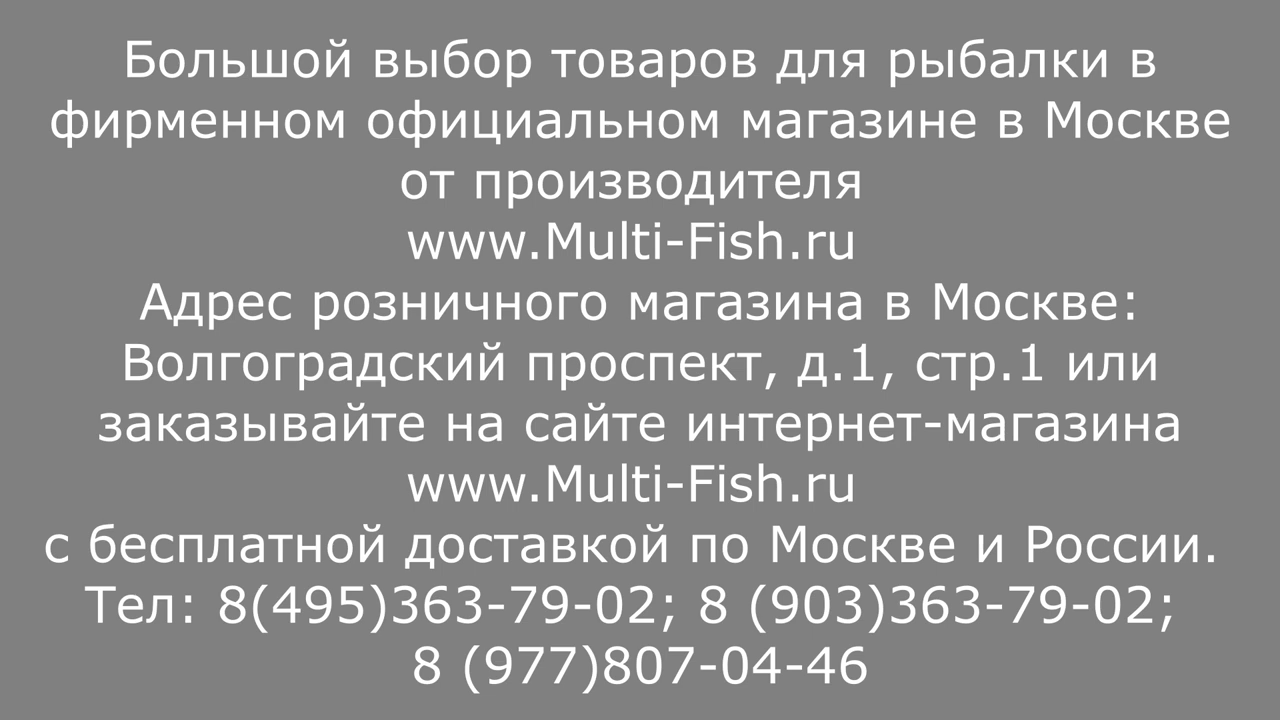 Большой выбор товаров для рыбалки в
фирменном официальном магазине в Москве
от производителя
www.Multi-Fish.ru
Адрес розничного магазина в Москве:
Волгоградский проспект, д.1, стр.1 или
заказывайте на сайте интернет-магазина
www.Multi-Fish.ru
с бесплатной доставкой по Москве и России.
Тел: 8(495)363-79-02; 8 (903)363-79-02;
8 (977)807-04-46